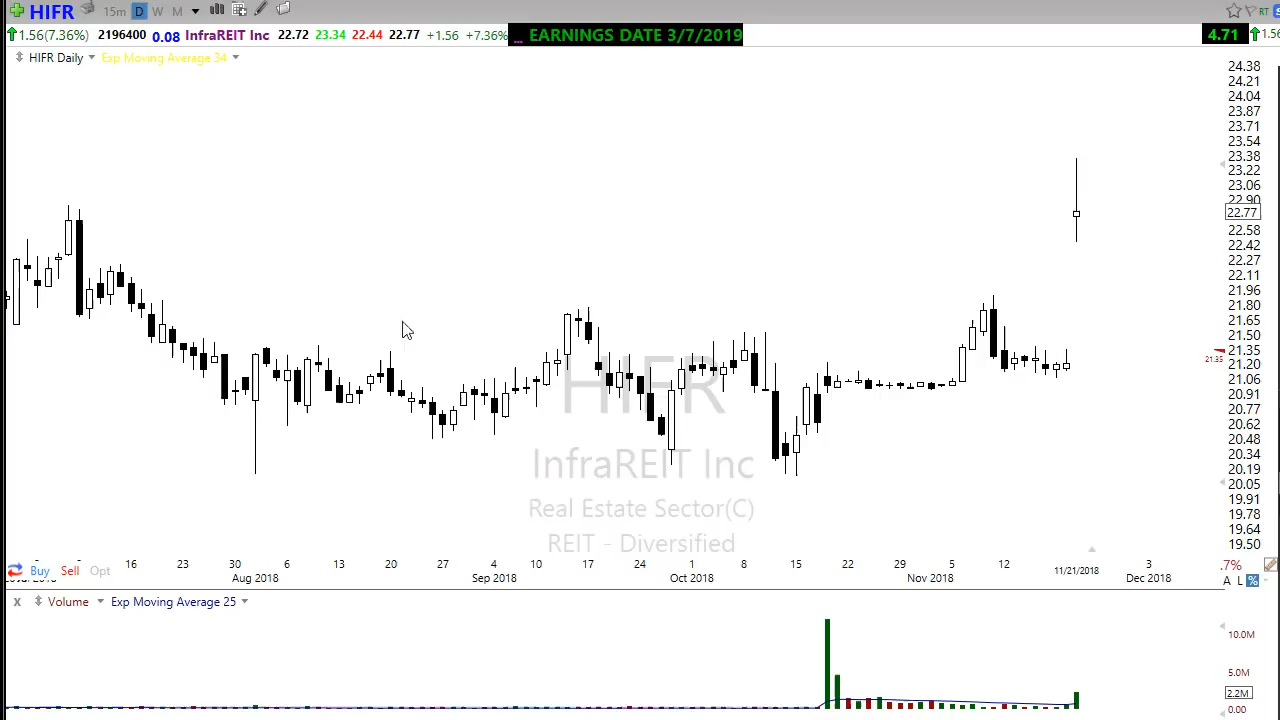 HIFR 15m D W M RT
1.56(7.36%) 2196400 0.08 InfraREIT Inc 22.72 23.34 22.44 22.77 +1.56 +7.36% _ EARNINGS DATE 3/7/2019 4.71 1.56
HIFR Daily Exp Moving Average 34
24.38
24.21
24.04
23.87
23.71
23.54
23.38
23.22
23.06
22.90
22.77
22.58
22.42
22.27
22.11
21.96
21.80
21.65
21.50
21.35
21.35
21.20
21.06
20.91
20.77
20.62
20.48
20.34
20.19
20.05
19.91
19.78
19.64
19.50
HIFR
InfraREIT Inc
Real Estate Sector(C)
REIT - Diversified
Buy Sell Opt
16 23 30 6 13 20 27 4 10 17 24 1 8 15 22 29 5 12 3 .7%
Aug 2018 Sep 2018 Oct 2018 Nov 2018 11/21/2018 Dec 2018 A L %
X Volume Exp Moving Average 25
10.0M
5.0M
2.2M
0.00